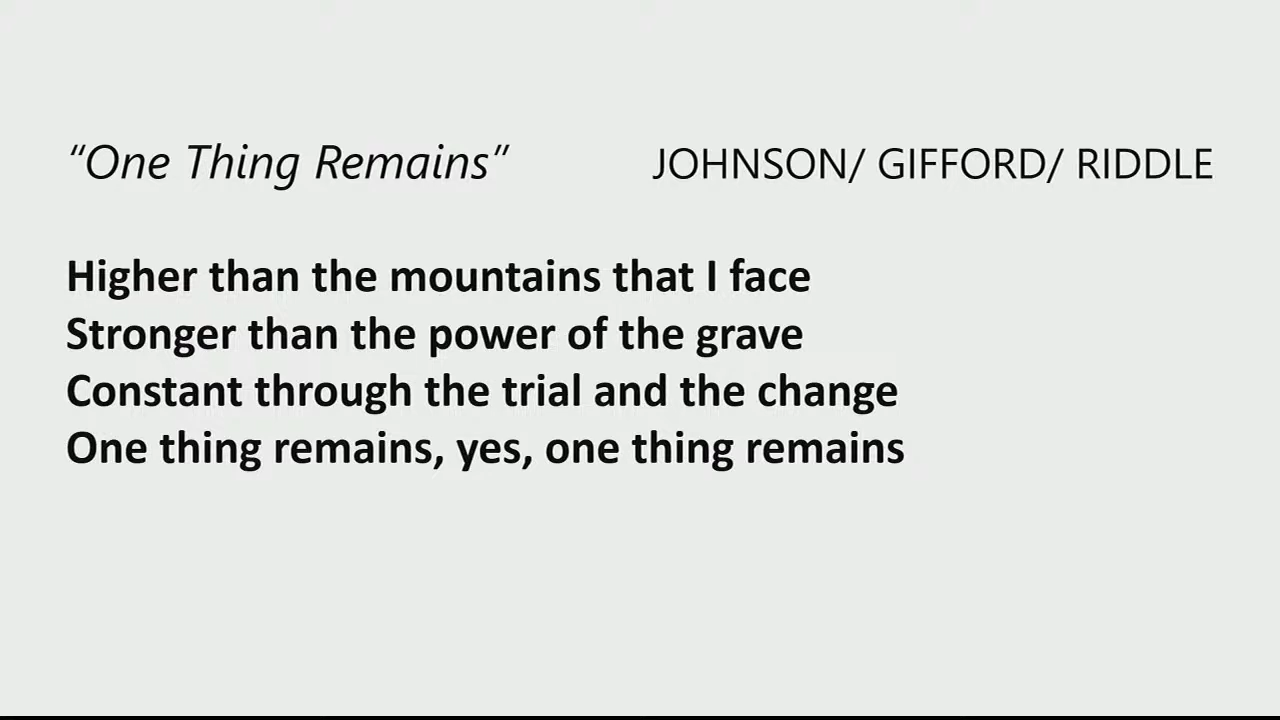 “One Thing Remains” JOHNSON/ GIFFORD/ RIDDLE
Higher than the mountains that I face
Stronger than the power of the grave
Constant through the trial and the change
One thing remains, yes, one thing remains